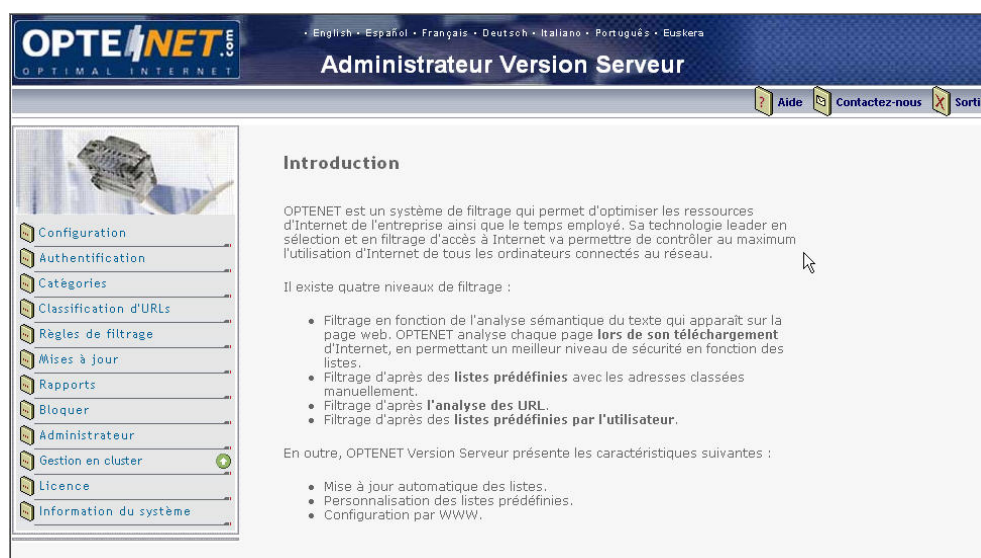 OPTENET.com
OPTIMAL INTERNET
· English · Español · Français · Deutsch · Italiano · Português · Euskera
Administrateur Version Serveur
Aide
Contactez-nous
Sorti
Configuration
Authentification
Catégories
Classification d'URLs
Règles de filtrage
Mises à jour
Rapports
Bloquer
Administrateur
Gestion en cluster
Licence
Information du système
Introduction
OPTENET est un système de filtrage qui permet d'optimiser les ressources
d'Internet de l'entreprise ainsi que le temps employé. Sa technologie leader en
sélection et en filtrage d'accès à Internet va permettre de contrôler au maximum
l'utilisation d'Internet de tous les ordinateurs connectés au réseau.
Il existe quatre niveaux de filtrage :
• Filtrage en fonction de l'analyse sémantique du texte qui apparaît sur la
page web. OPTENET analyse chaque page lors de son téléchargement
d'Internet, en permettant un meilleur niveau de sécurité en fonction des
listes.
• Filtrage d'après des listes prédéfinies avec les adresses classées
manuellement.
• Filtrage d'après l'analyse des URL.
• Filtrage d'après des listes prédéfinies par l'utilisateur.
En outre, OPTENET Version Serveur présente les caractéristiques suivantes :
• Mise à jour automatique des listes.
• Personnalisation des listes prédéfinies.
• Configuration par WWW.